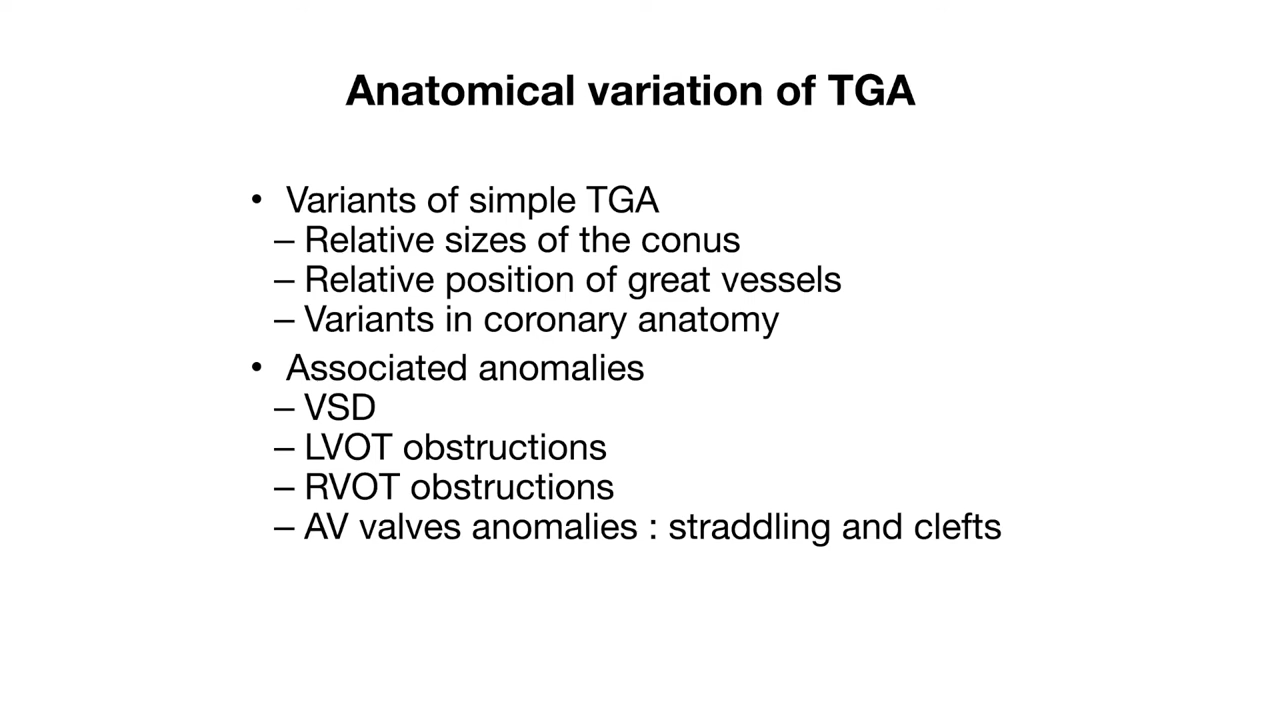 Anatomical variation of TGA
• Variants of simple TGA
– Relative sizes of the conus
– Relative position of great vessels
– Variants in coronary anatomy
• Associated anomalies
– VSD
– LVOT obstructions
– RVOT obstructions
– AV valves anomalies : straddling and clefts